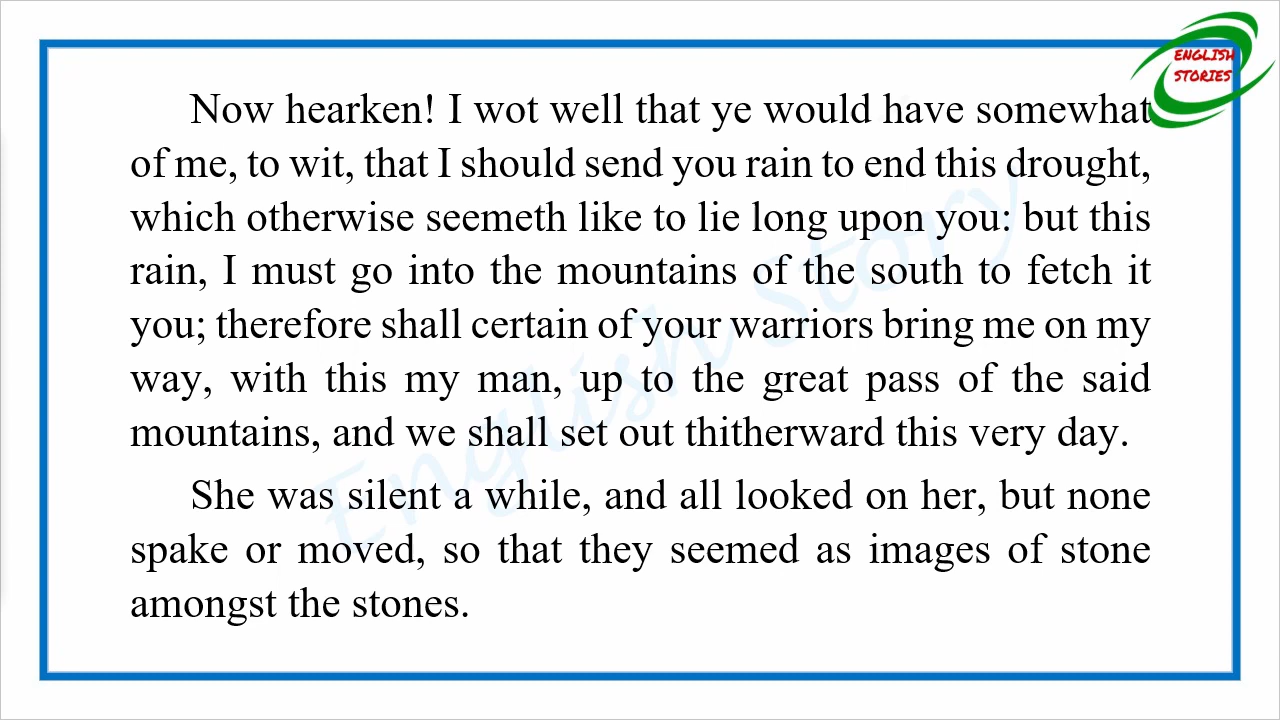 ENGLISH
STORIES
Now hearken! I wot well that ye would have somewhat
of me, to wit, that I should send you rain to end this drought,
which otherwise seemeth like to lie long upon you: but this
rain, I must go into the mountains of the south to fetch it
you; therefore shall certain of your warriors bring me on my
way, with this my man, up to the great pass of the said
mountains, and we shall set out thitherward this very day.
She was silent a while, and all looked on her, but none
spake or moved, so that they seemed as images of stone
amongst the stones.
English Story